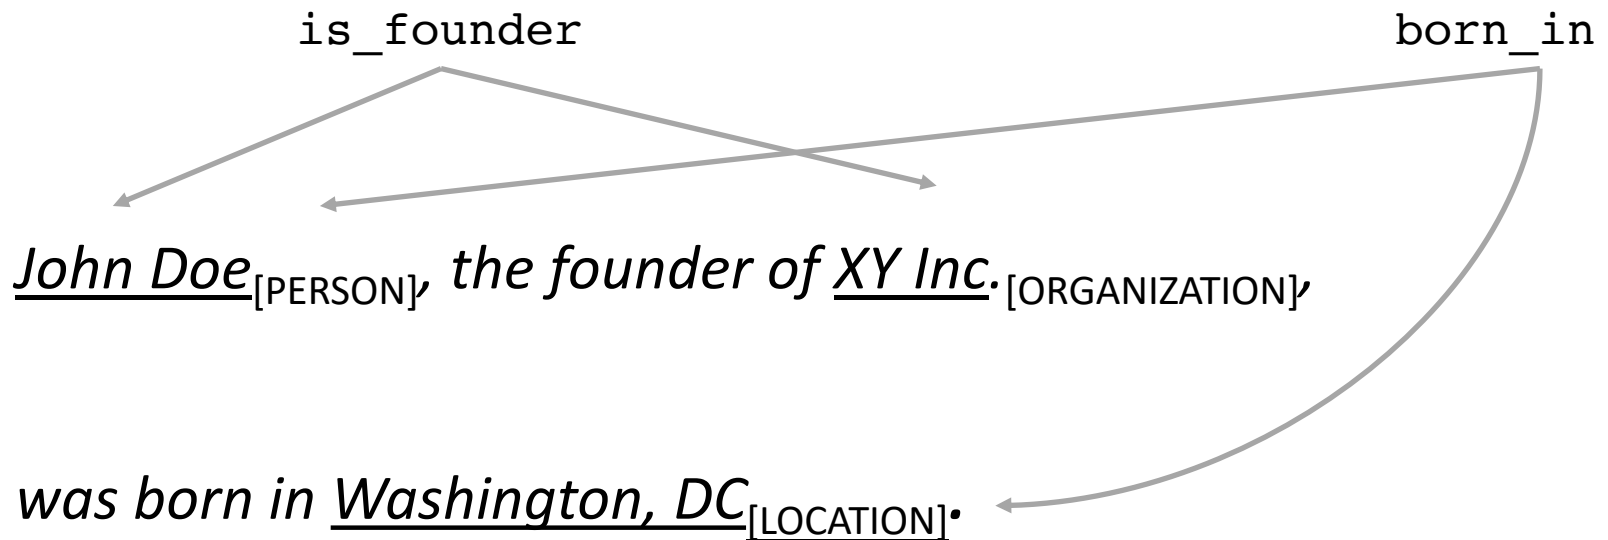 is_founder born_in
John Doe[PERSON], the founder of XY Inc.[ORGANIZATION],
was born in Washington, DC[LOCATION].